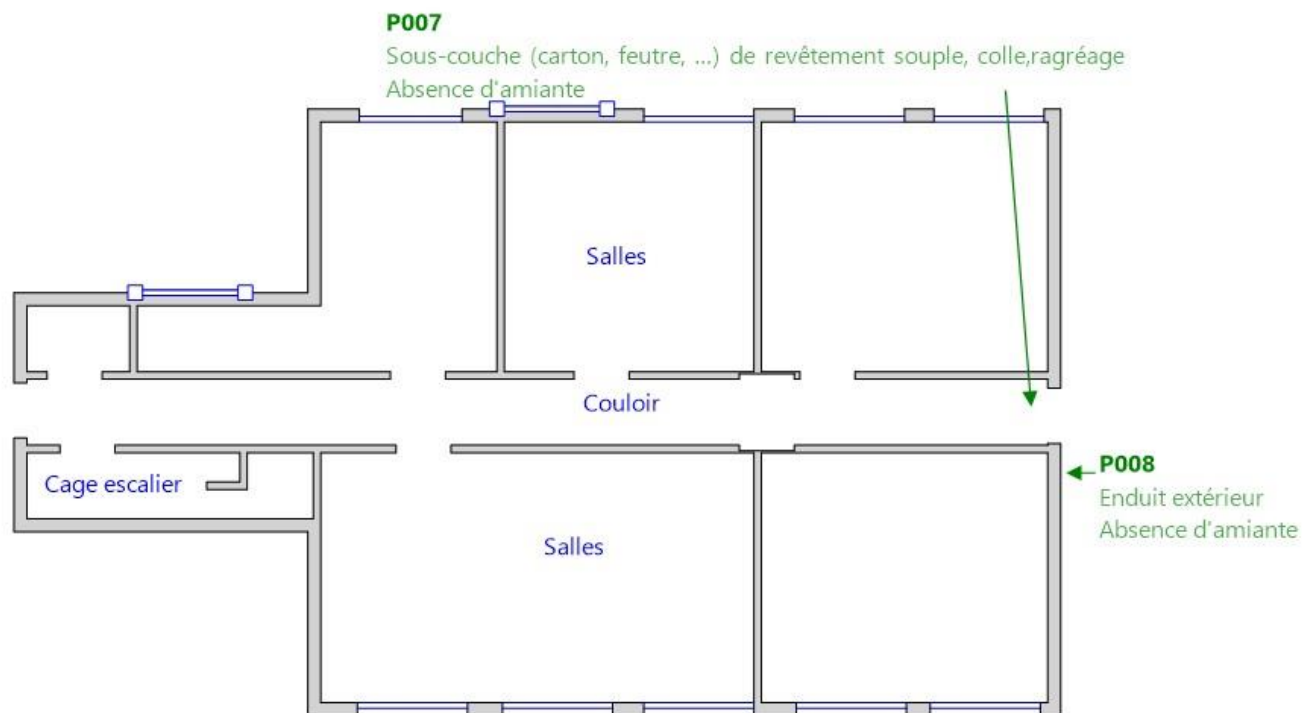 P007
Sous-couche (carton, feutre, ...) de revêtement souple, colle,ragréage
Absence d'amiante
Salles
Couloir
Cage escalier
P008
Enduit extérieur
Absence d'amiante
Salles